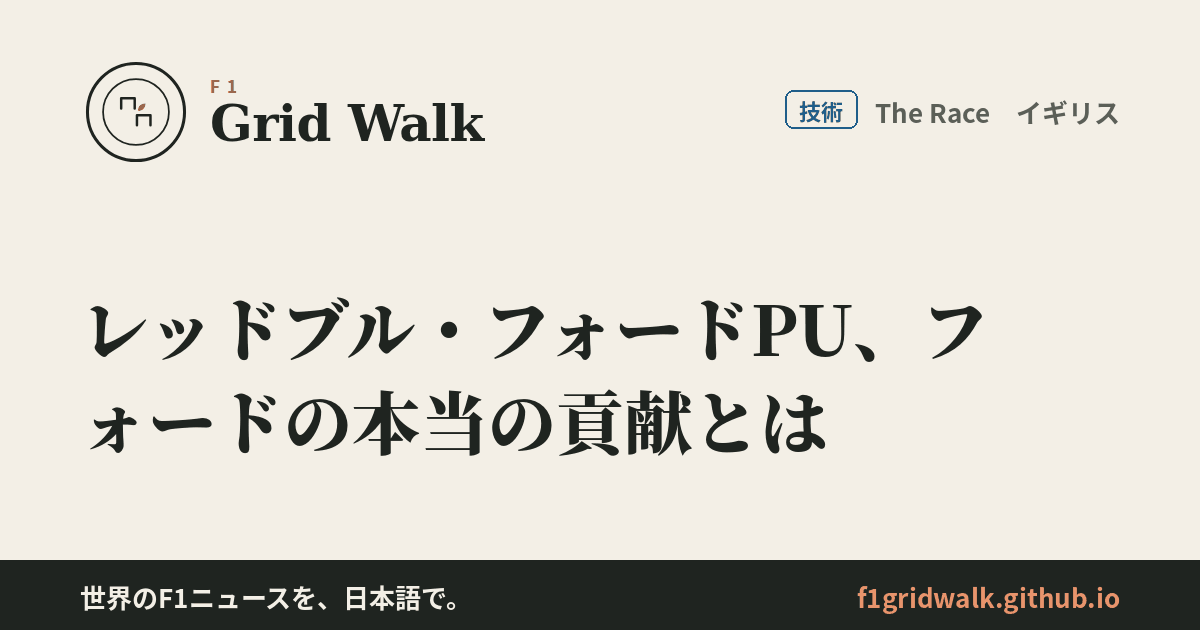 F1
Grid Walk
技術 The Race イギリス
レッドブル・フォードPU、フ
ォードの本当の貢献とは
世界のF1ニュースを、日本語で。
f1gridwalk.github.io